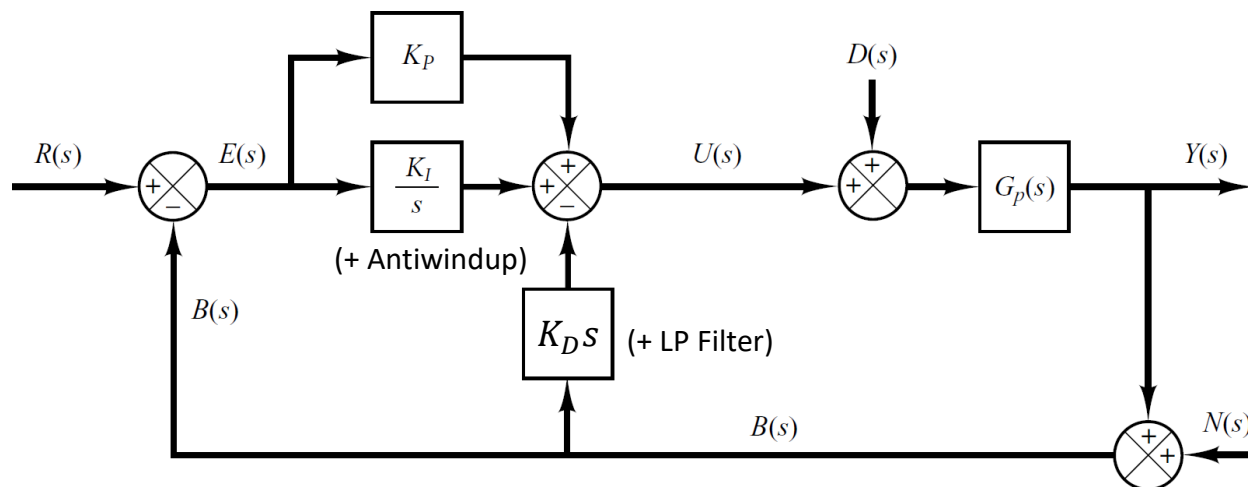 K_P
D(s)
R(s)
E(s)
K_I
s
U(s)
Y(s)
G_p(s)
+
−
+
+
−
+
+
(+ Antiwindup)
B(s)
K_D s
(+ LP Filter)
B(s)
N(s)
+
+